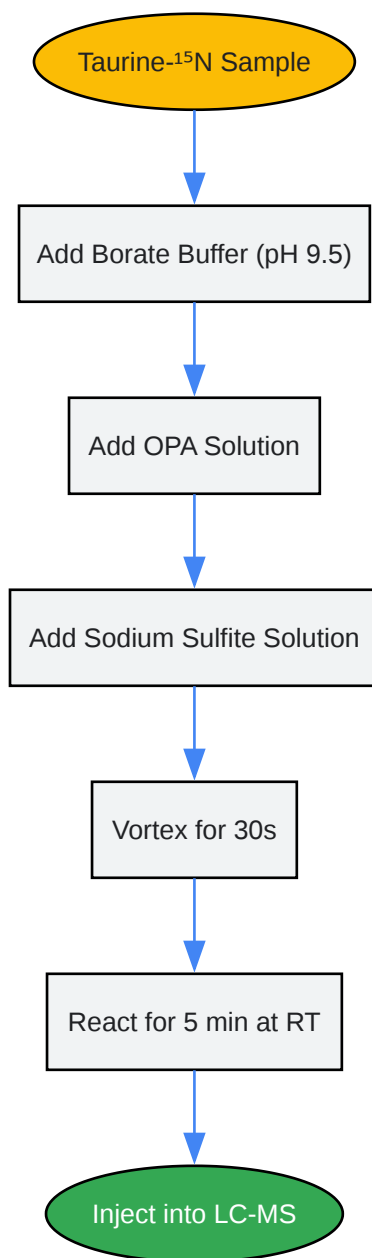 Taurine-¹⁵N Sample
Add Borate Buffer (pH 9.5)
Add OPA Solution
Add Sodium Sulfite Solution
Vortex for 30s
React for 5 min at RT
Inject into LC-MS